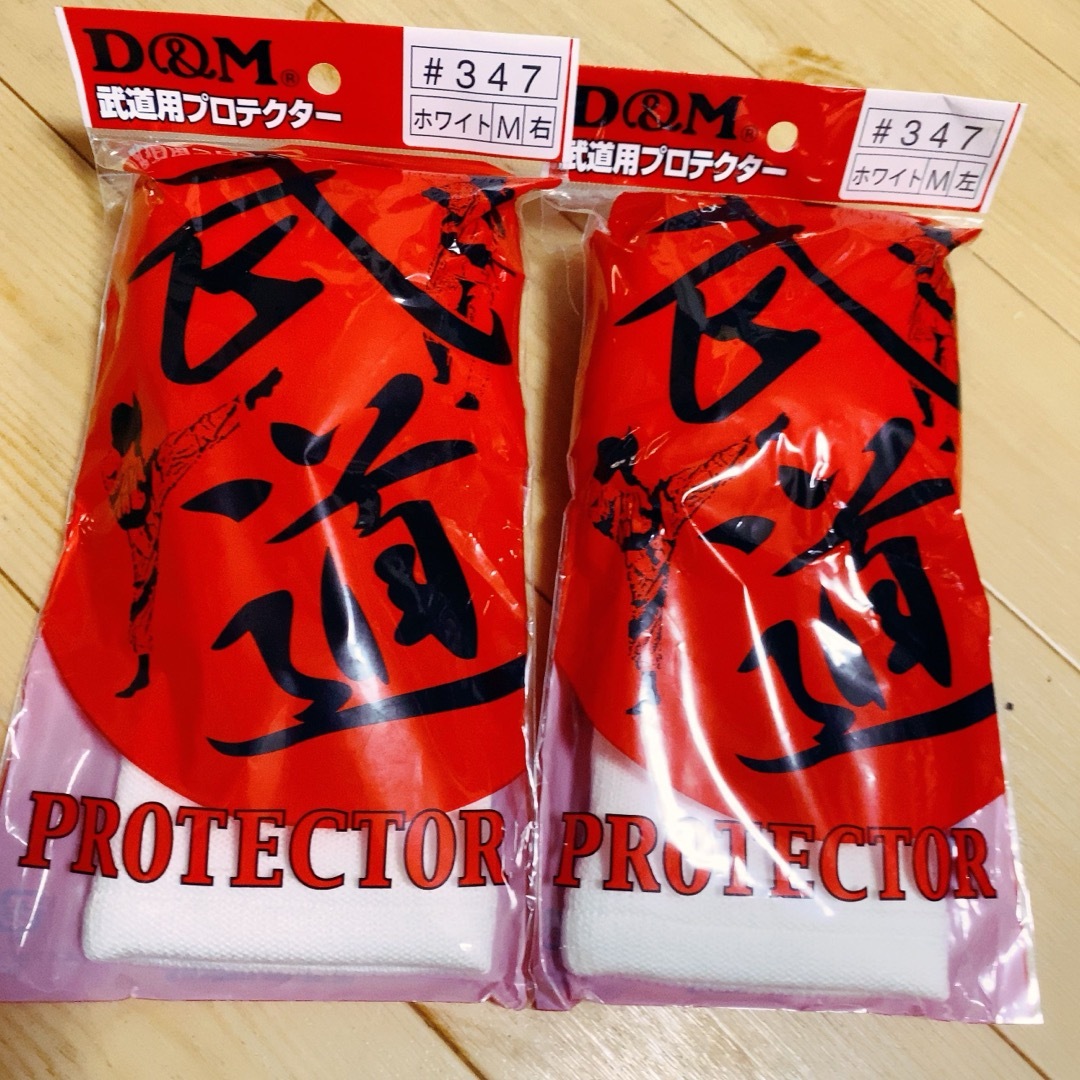 D&M®
武道用プロテクター
#347
ホワイト M 右
武道
PROTECTOR
D&M®
武道用プロテクター
#347
ホワイト M 左
武道
PROTECTOR